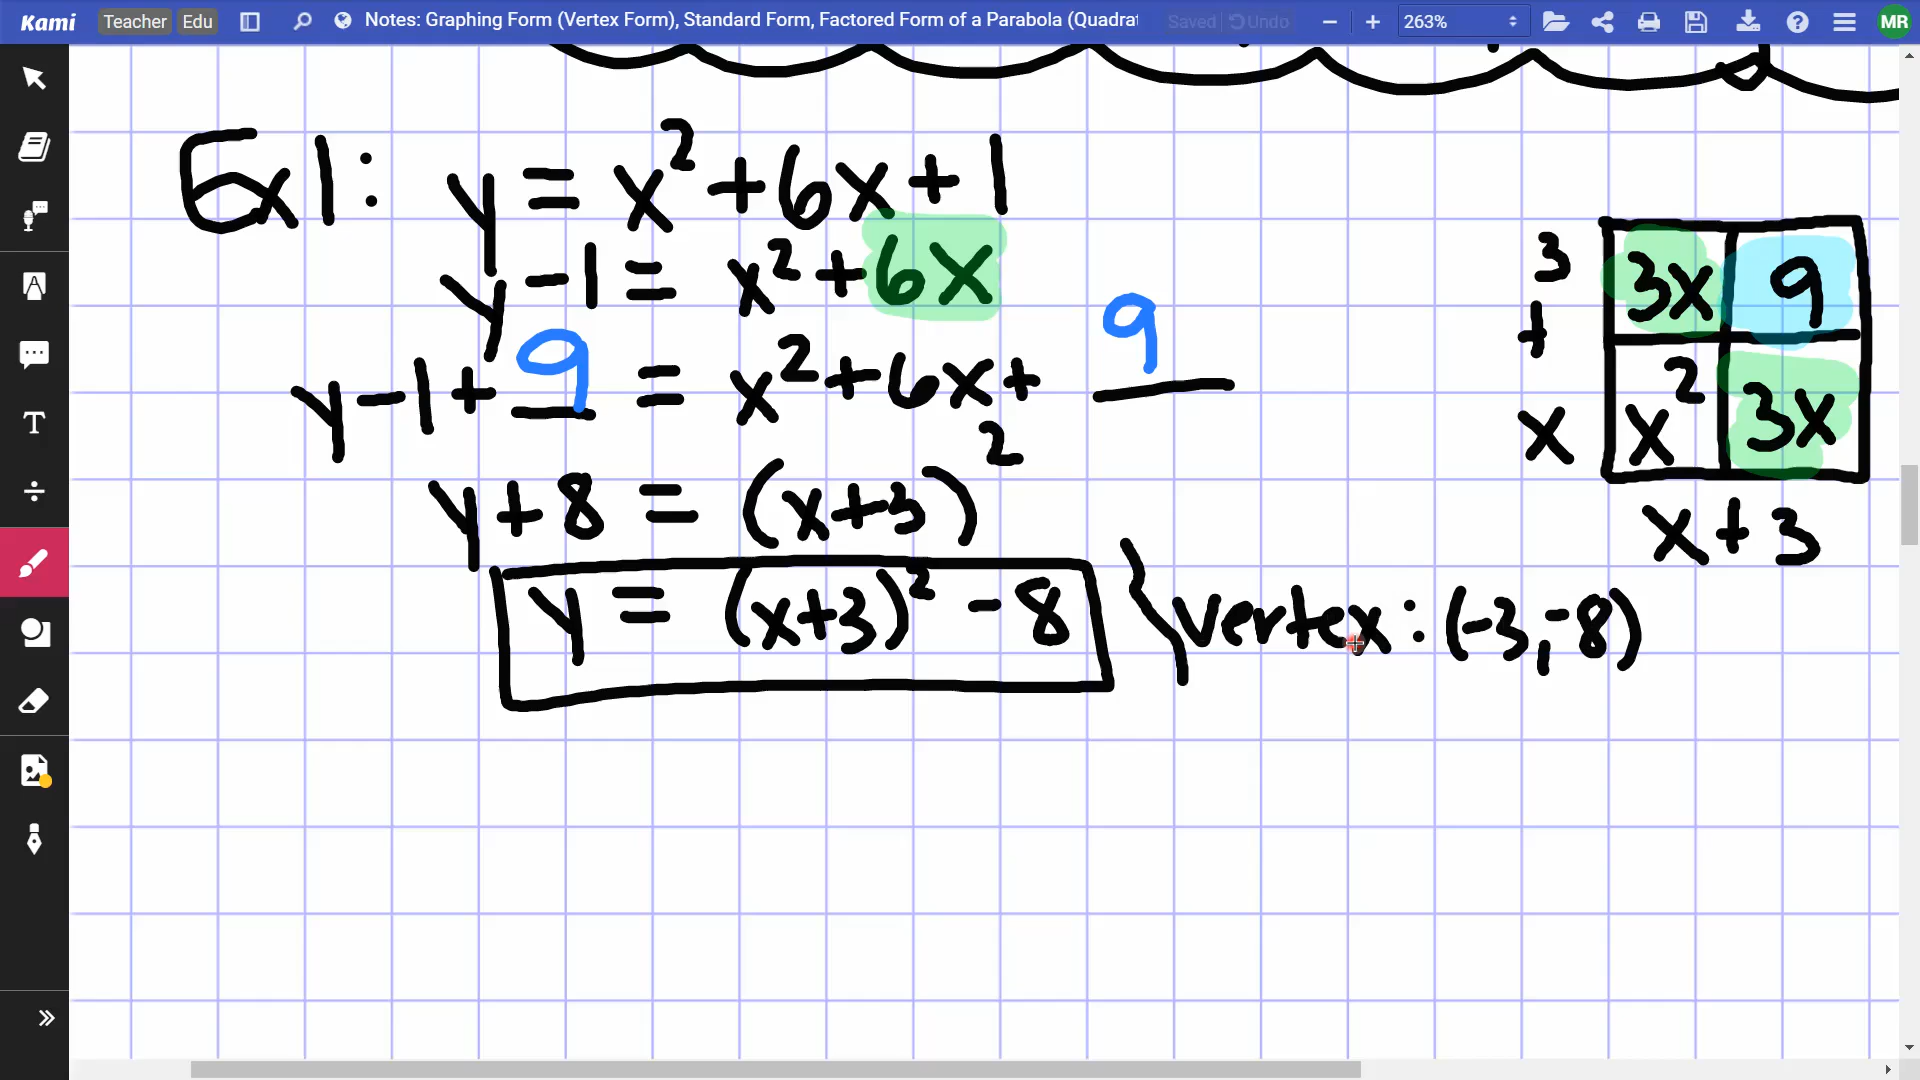 Kami Teacher Edu Notes: Graphing Form (Vertex Form), Standard Form, Factored Form of a Parabola (Quadrat Saved Undo 263% MR
Ex1: y = x² + 6x + 1
y - 1 = x² + 6x
y - 1 + 9 = x² + 6x + 9
y + 8 = (x+3)²
y = (x+3)² - 8
vertex: (-3, -8)
3 3x 9
+
x x² 3x
x + 3